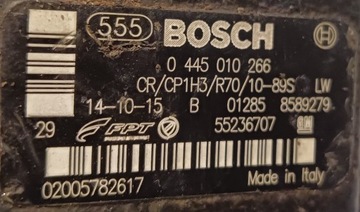 555 BOSCH
0 445 010 266
CR/CP1H3/R70/10-89S LW
14-10-15 B 01285 8589279
29 FPT 55236707 GM
02005782617 Made in Italy